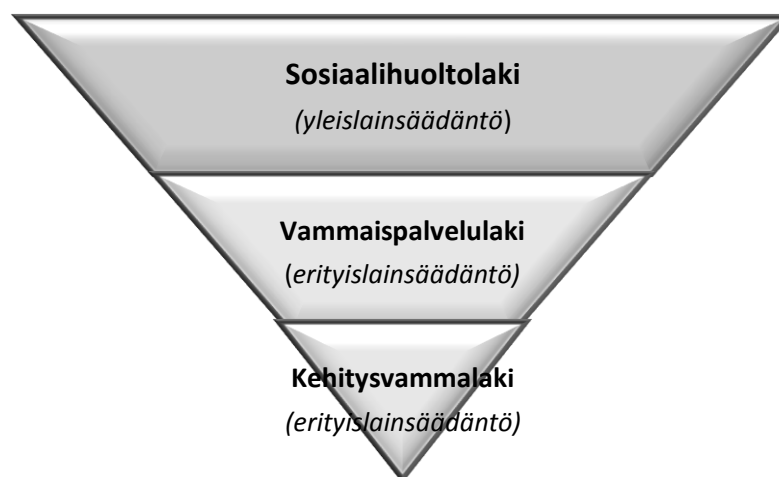 Sosiaalihuoltolaki
(yleislainsäädäntö)
Vammaispalvelulaki
(erityislainsäädäntö)
Kehitysvammalaki
(erityislainsäädäntö)